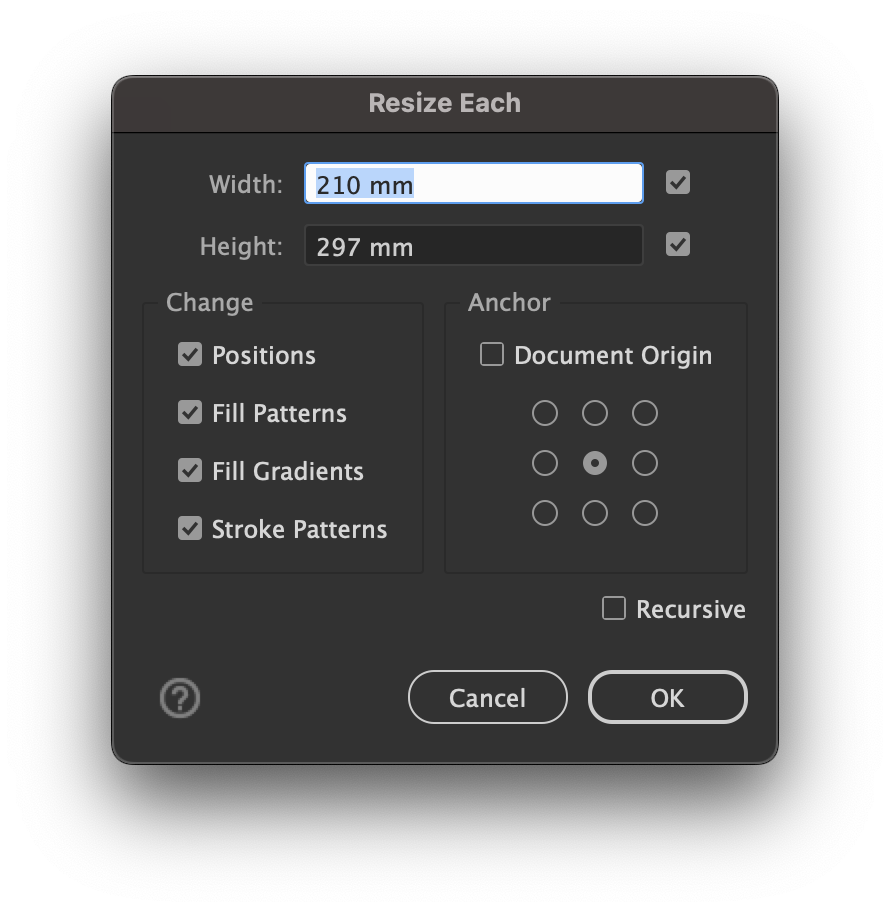 Resize Each
Width: 210 mm
Height: 297 mm
Change
Positions
Fill Patterns
Fill Gradients
Stroke Patterns
Anchor
Document Origin
Recursive
?
Cancel
OK